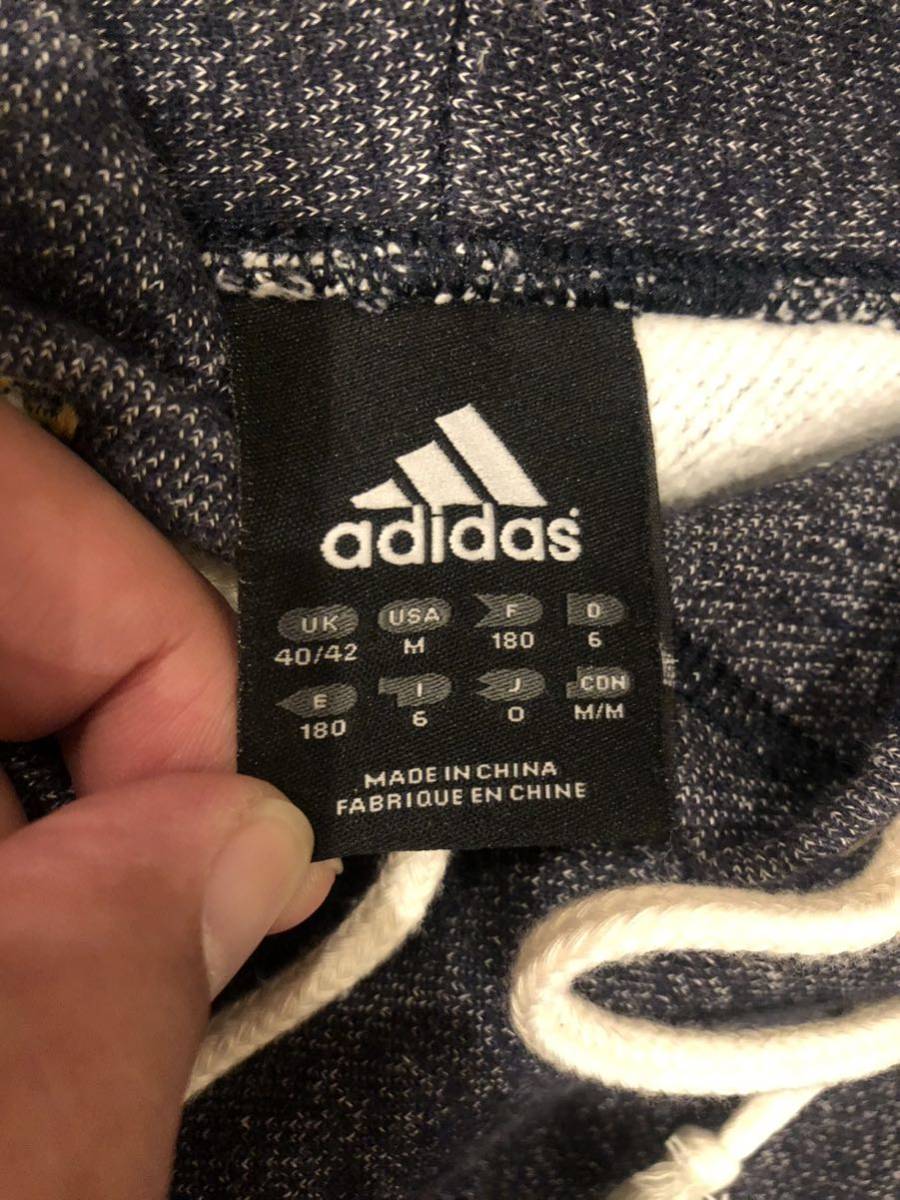 adidas
UK USA F D
40/42 M 180 6
E I J CDN
180 6 O M/M
MADE IN CHINA
FABRIQUE EN CHINE